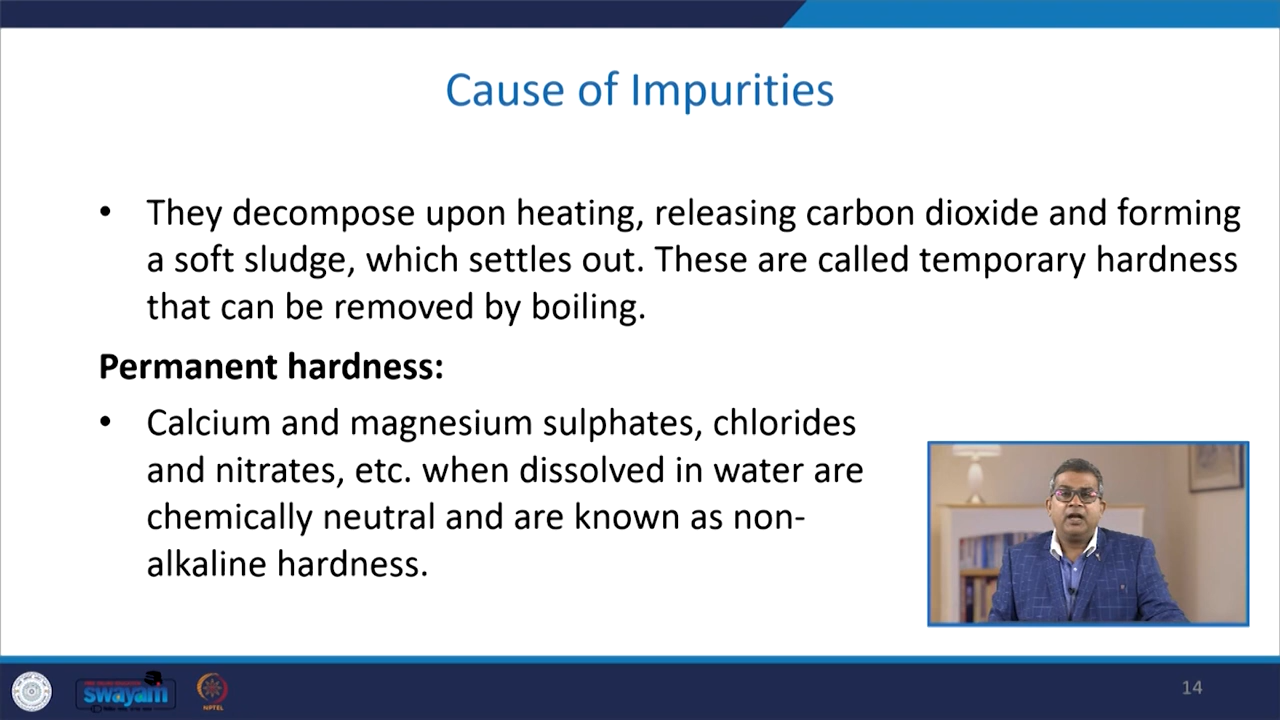 Cause of Impurities
• They decompose upon heating, releasing carbon dioxide and forming
a soft sludge, which settles out. These are called temporary hardness
that can be removed by boiling.
Permanent hardness:
• Calcium and magnesium sulphates, chlorides
and nitrates, etc. when dissolved in water are
chemically neutral and are known as non-
alkaline hardness.
swayam
NPTEL
14